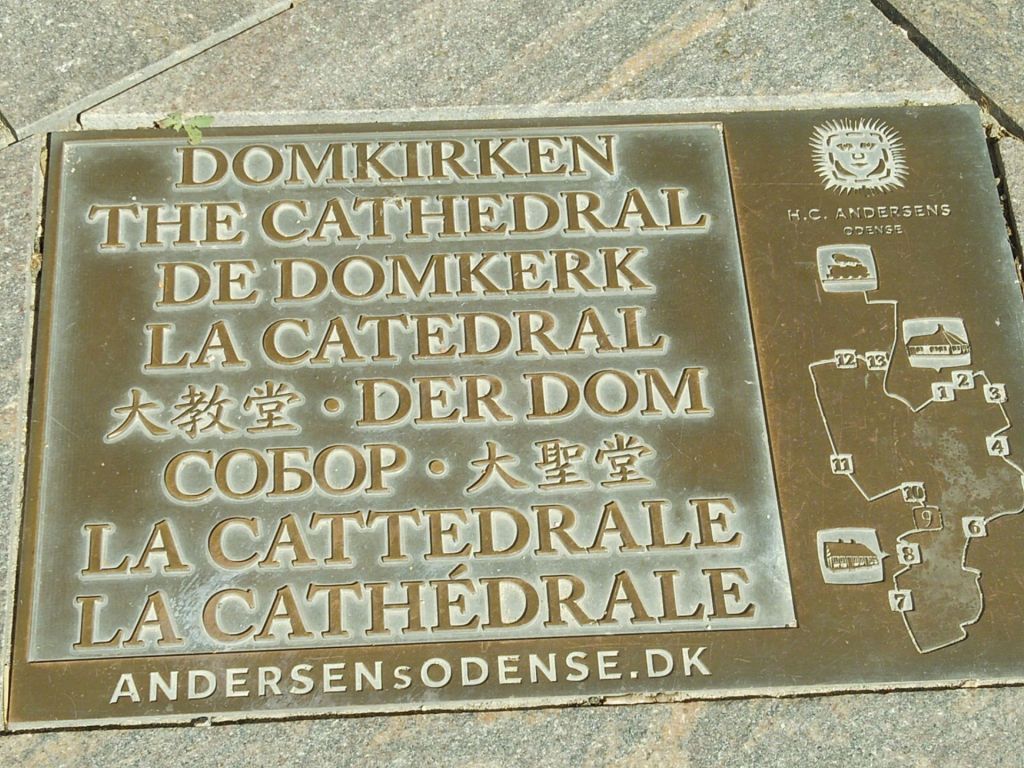 DOMKIRKEN
THE CATHEDRAL
DE DOMKERK
LA CATEDRAL
大教堂 • DER DOM
СОБОР • 大聖堂
LA CATTEDRALE
LA CATHÉDRALE
ANDERSENsODENSE.DK
H.C. ANDERSENS
ODENSE
12
13
1
2
3
4
11
10
9
6
8
7